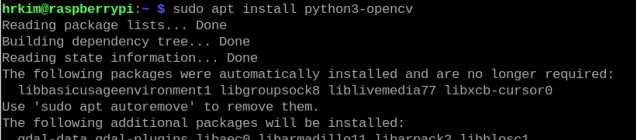 hrkim@raspberrypi:~ $ sudo apt install python3-opencv
Reading package lists... Done
Building dependency tree... Done
Reading state information... Done
The following packages were automatically installed and are no longer required:
  libbasicusageenvironment1 libgroupsock8 liblivemedia77 libxcb-cursor0
Use 'sudo apt autoremove' to remove them.
The following additional packages will be installed:
  gdal-data gdal-plugins libaec0 libarmadillo11 libarpack2 libblosc1